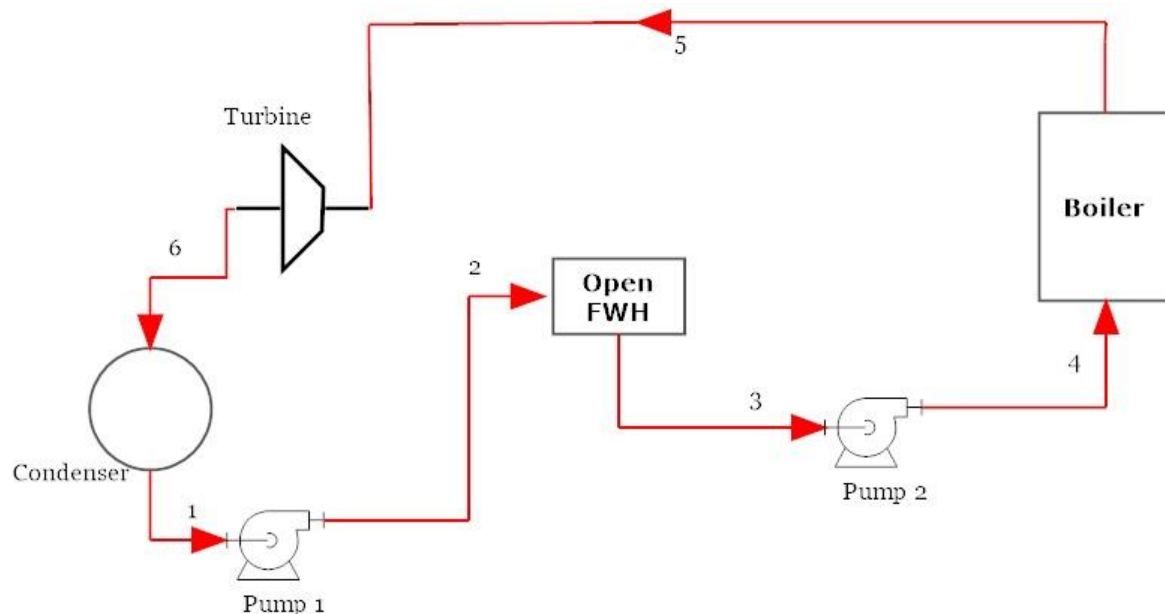 5
Turbine
Boiler
6
2
Open
FWH
4
3
Condenser
1
Pump 2
Pump 1